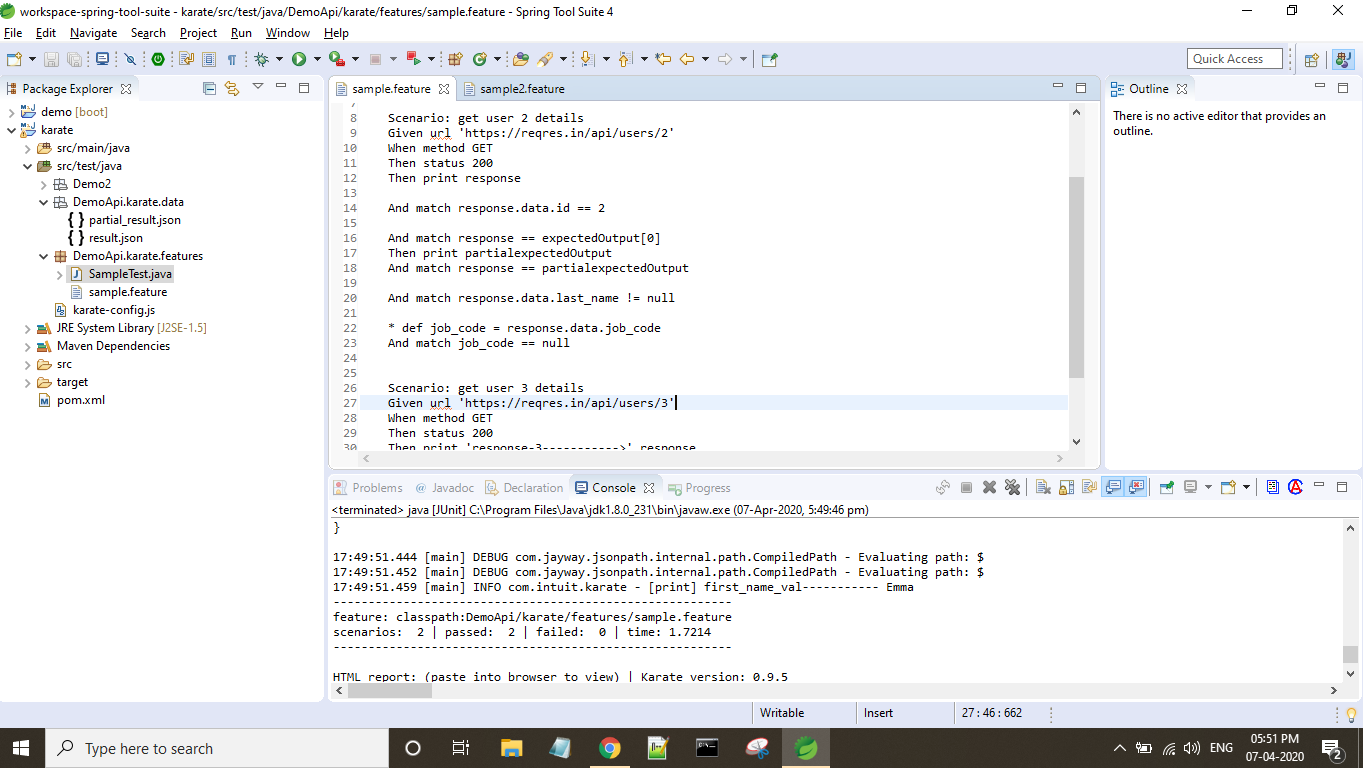 workspace-spring-tool-suite - karate/src/test/java/DemoApi/karate/features/sample.feature - Spring Tool Suite 4
File Edit Navigate Search Project Run Window Help
Quick Access
Package Explorer
demo [boot]
karate
src/main/java
src/test/java
Demo2
DemoApi.karate.data
partial_result.json
result.json
DemoApi.karate.features
SampleTest.java
sample.feature
karate-config.js
JRE System Library [J2SE-1.5]
Maven Dependencies
src
target
pom.xml
sample.feature sample2.feature
7
8 Scenario: get user 2 details
9 Given url 'https://reqres.in/api/users/2'
10 When method GET
11 Then status 200
12 Then print response
13
14 And match response.data.id == 2
15
16 And match response == expectedOutput[0]
17 Then print partialexpectedOutput
18 And match response == partialexpectedOutput
19
20 And match response.data.last_name != null
21
22 * def job_code = response.data.job_code
23 And match job_code == null
24
25
26 Scenario: get user 3 details
27 Given url 'https://reqres.in/api/users/3'
28 When method GET
29 Then status 200
30 Then print 'response-3----------->' response
Outline
There is no active editor that provides an
outline.
Problems @ Javadoc Declaration Console Progress
<terminated> java [JUnit] C:\Program Files\Java\jdk1.8.0_231\bin\javaw.exe (07-Apr-2020, 5:49:46 pm)
}
17:49:51.444 [main] DEBUG com.jayway.jsonpath.internal.path.CompiledPath - Evaluating path: $
17:49:51.452 [main] DEBUG com.jayway.jsonpath.internal.path.CompiledPath - Evaluating path: $
17:49:51.459 [main] INFO com.intuit.karate - [print] first_name_val----------- Emma
---------------------------------------------------------
feature: classpath:DemoApi/karate/features/sample.feature
scenarios:  2 | passed:  2 | failed:  0 | time: 1.7214
---------------------------------------------------------
HTML report: (paste into browser to view) | Karate version: 0.9.5
Writable Insert 27 : 46 : 662
Type here to search
ENG
05:51 PM
07-04-2020
2